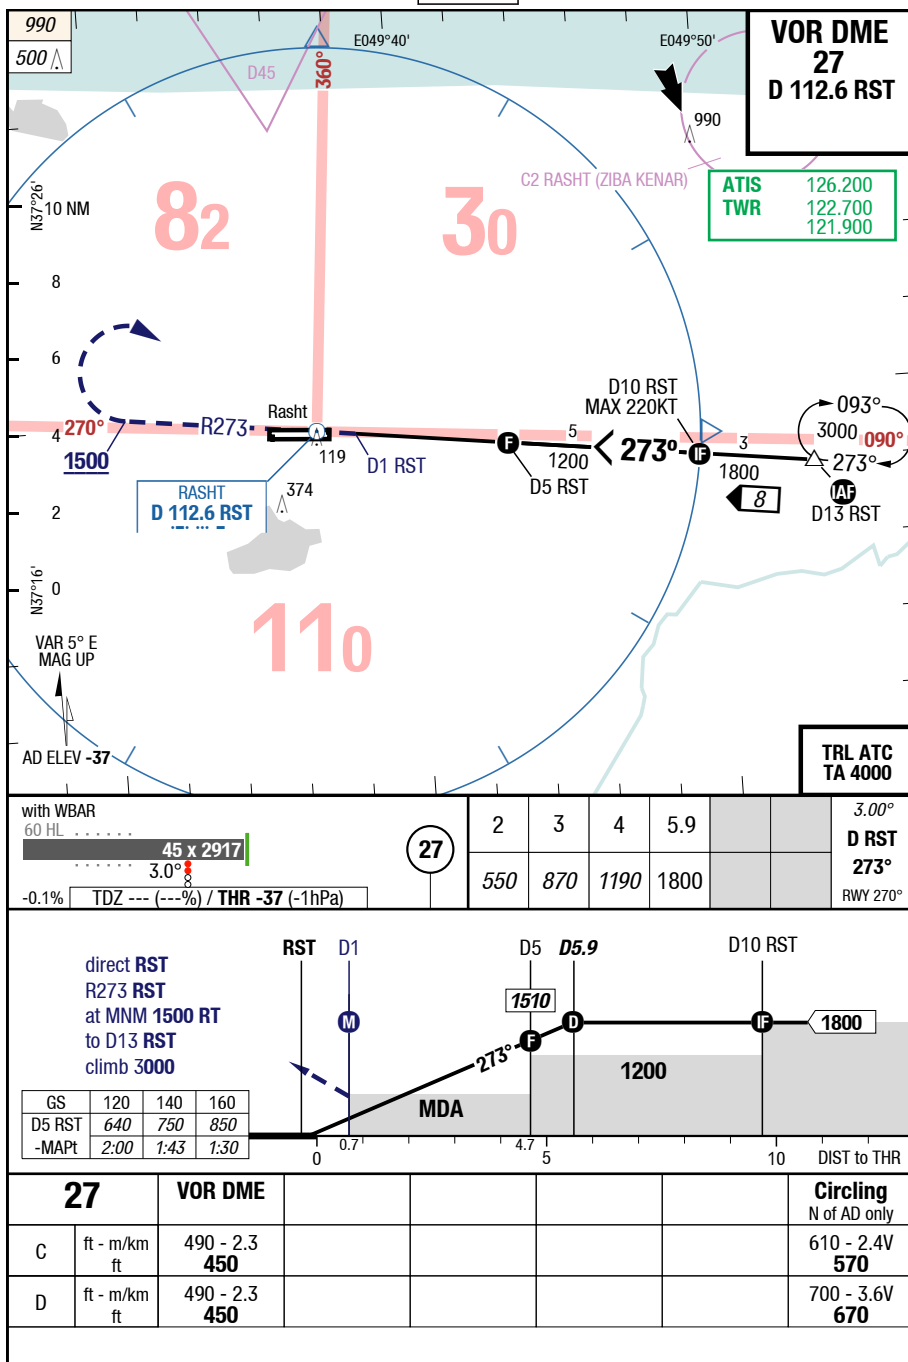 990
500
E049°40'
E049°50'
VOR DME
27
D 112.6 RST
D45
360°
990
C2 RASHT (ZIBA KENAR)
ATIS 126.200
TWR 122.700
121.900
N37°26'
10 NM
82
30
8
6
D10 RST
MAX 220KT
093°
Rasht
270°
R273
4
5
273°
IF
3
3000
090°
273°
F
119
D1 RST
1200
1800
1500
D5 RST
8
IAF
D13 RST
RASHT
D 112.6 RST
374
2
N37°16'
0
110
VAR 5° E
MAG UP
AD ELEV -37
TRL ATC
TA 4000
with WBAR
60 HL
45 x 2917
3.0°
-0.1%
TDZ --- (---%) / THR -37 (-1hPa)
27
2 3 4 5.9
550 870 1190 1800
3.00°
D RST
273°
RWY 270°
RST D1 D5 D5.9 D10 RST
direct RST
R273 RST
at MNM 1500 RT
to D13 RST
climb 3000
M
1510
D
IF
1800
F
273°
1200
MDA
GS 120 140 160
D5 RST 640 750 850
-MAPt 2:00 1:43 1:30
0 0.7 4.7 5 10 DIST to THR
27 VOR DME Circling
N of AD only
C ft - m/km 490 - 2.3 610 - 2.4V
ft 450 570
D ft - m/km 490 - 2.3 700 - 3.6V
ft 450 670